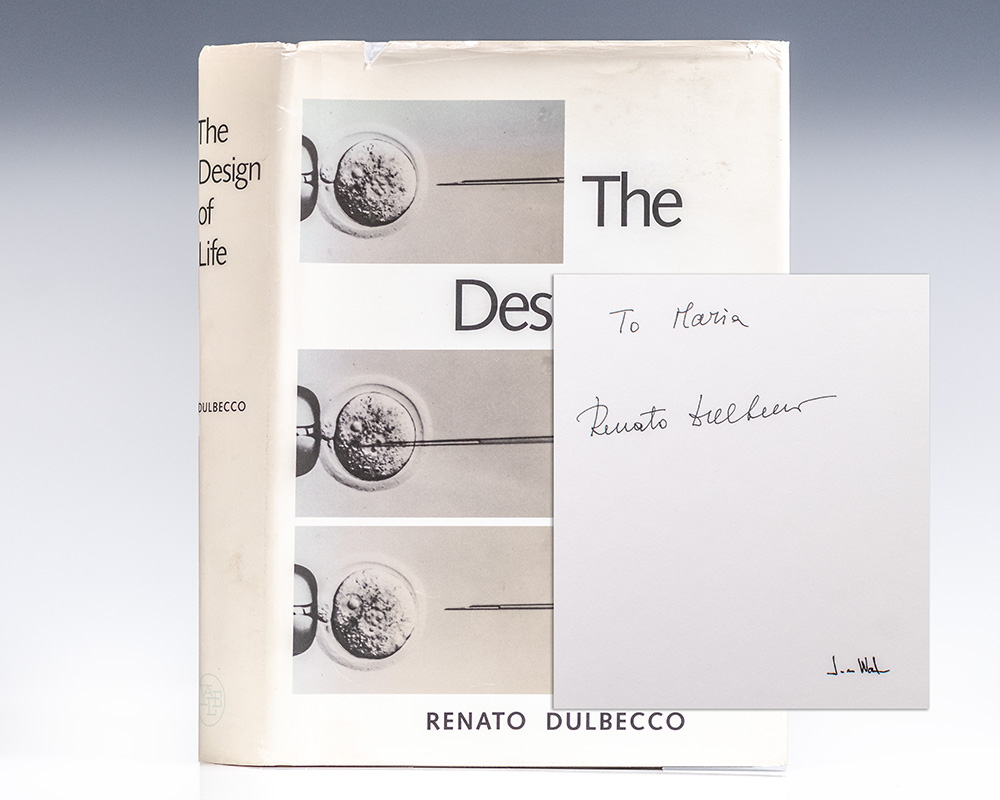 The
Design
of
Life
DULBECCO
The
Des
RENATO DULBECCO
To Maria
Renato Dulbecco